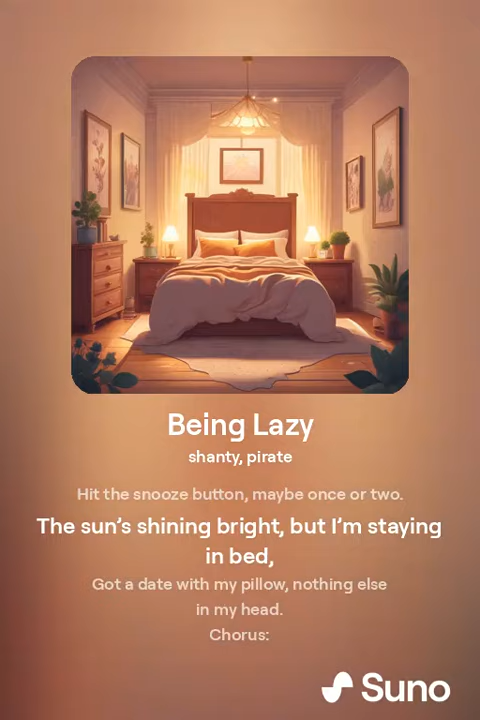 Being Lazy
shanty, pirate
Hit the snooze button, maybe once or two.
The sun’s shining bright, but I’m staying
in bed,
Got a date with my pillow, nothing else
in my head.
Chorus:
Suno